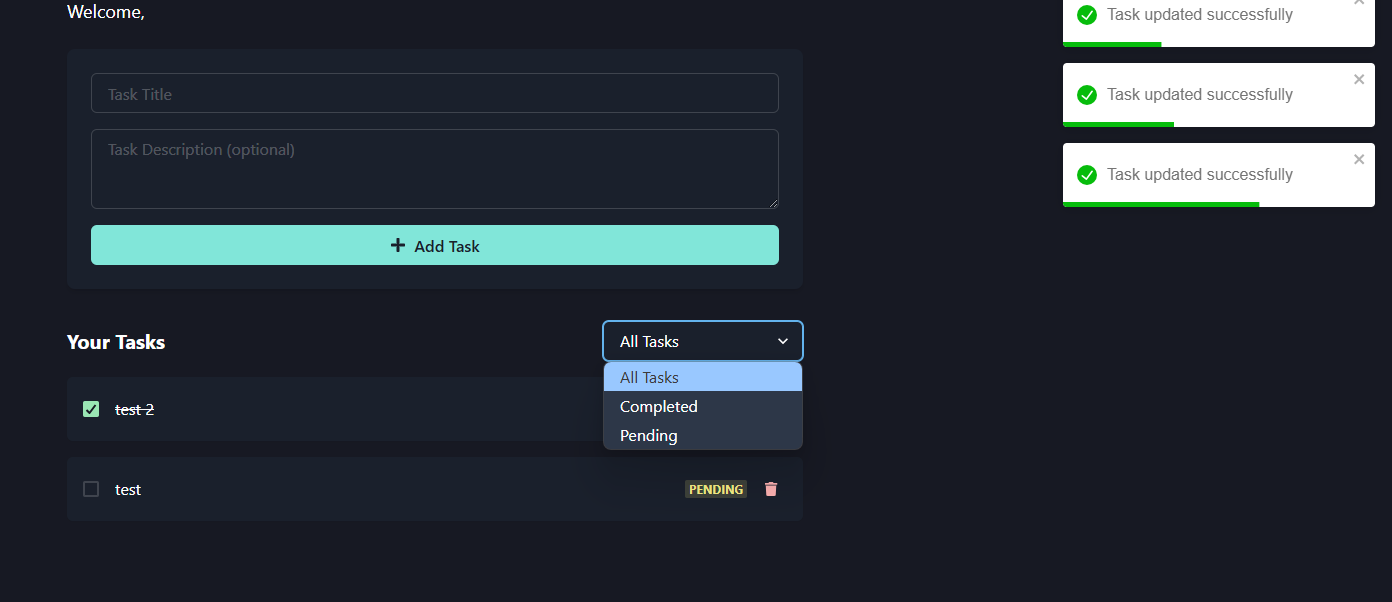 Welcome,
Task updated successfully
Task updated successfully
Task updated successfully
Task Title
Task Description (optional)
Add Task
Your Tasks
All Tasks
All Tasks
Completed
Pending
test 2
test
PENDING